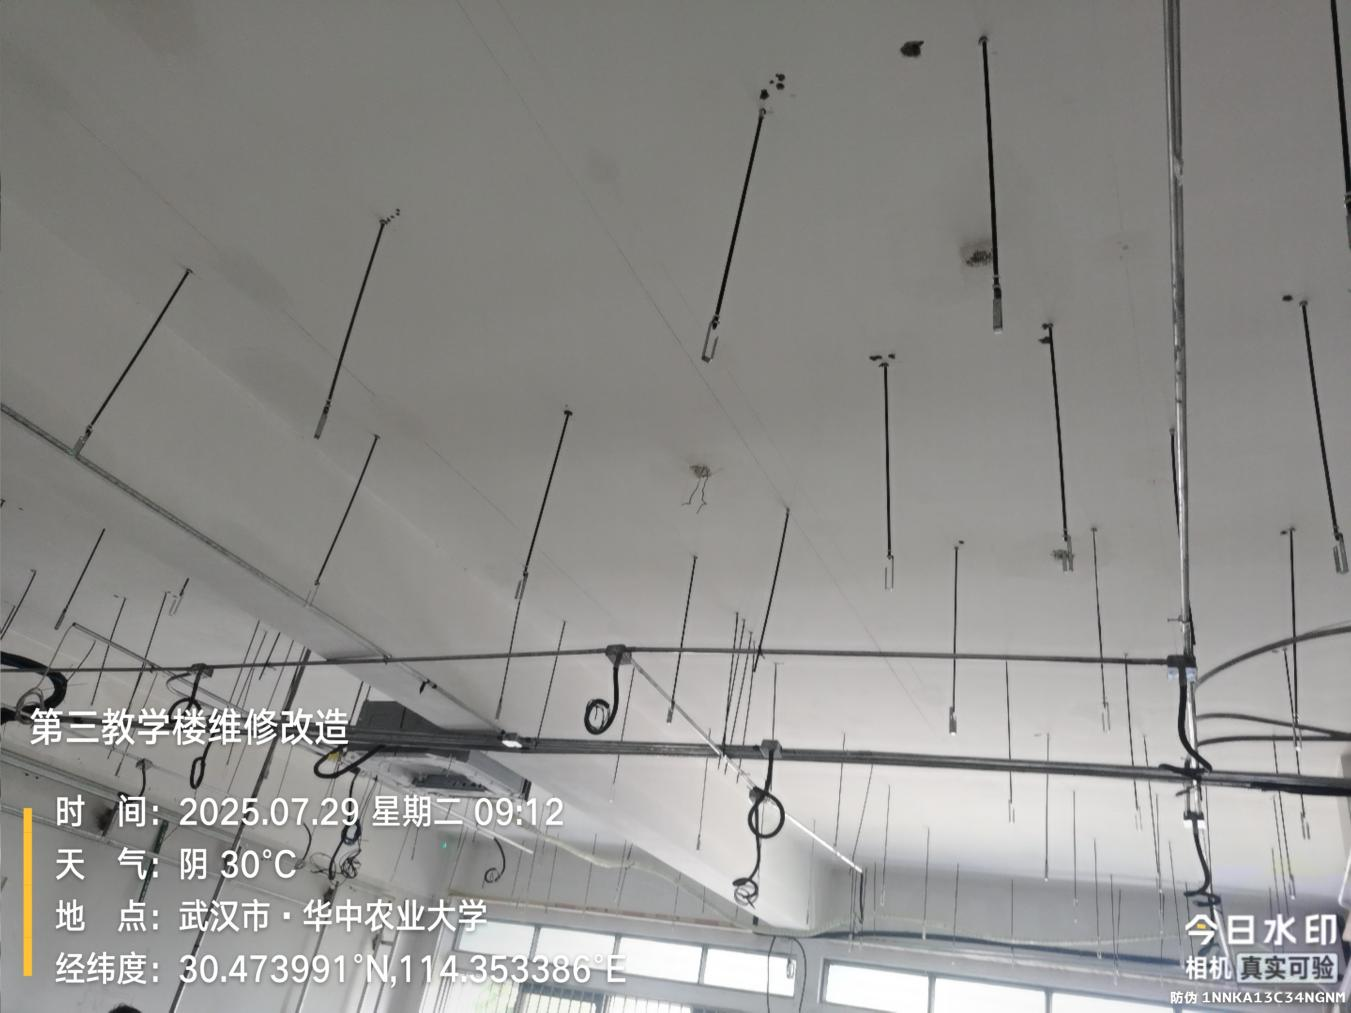 第三教学楼维修改造
时 间：2025.07.29 星期二 09:12
天 气：阴 30°C
地 点：武汉市·华中农业大学
经纬度：30.473991°N,114.353386°E
今日水印
相机 真实可验
防伪 1NNKA13C34NGNM